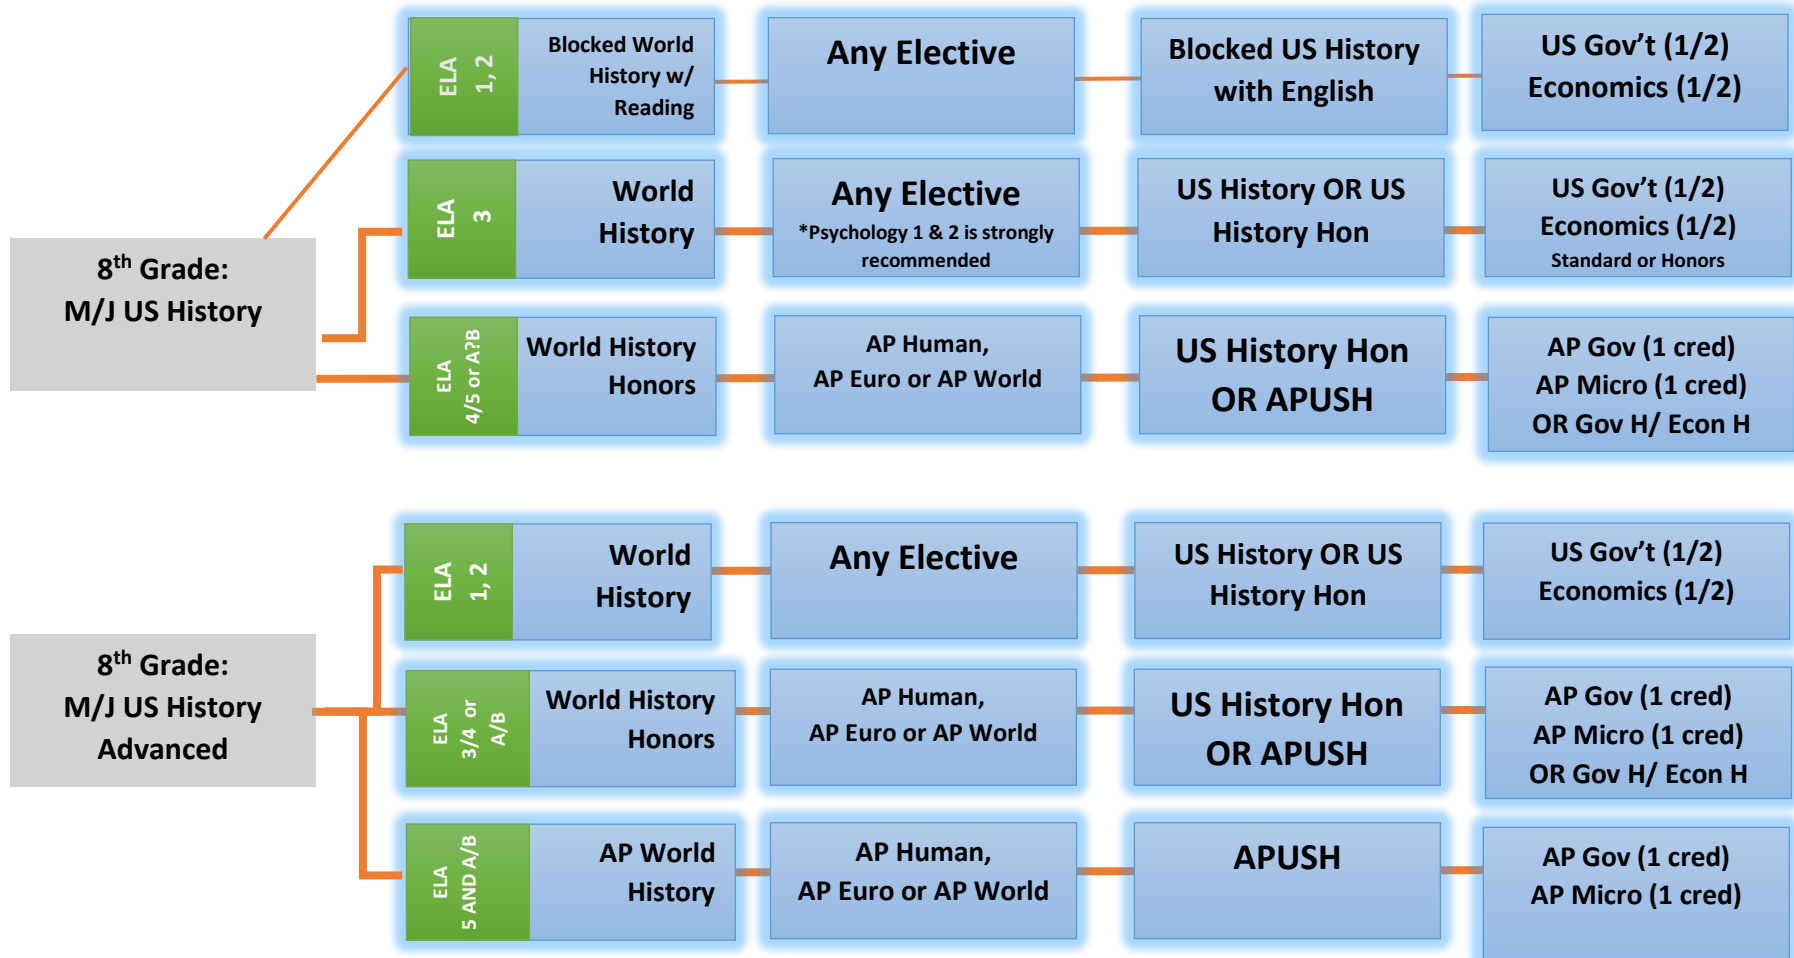 ELA
1, 2
Blocked World
History w/
Reading
Any Elective
Blocked US History
with English
US Gov’t (1/2)
Economics (1/2)
8th Grade:
M/J US History
ELA
3
World
History
Any Elective
*Psychology 1 & 2 is strongly
recommended
US History OR US
History Hon
US Gov’t (1/2)
Economics (1/2)
Standard or Honors
ELA
4/5 or A?B
World History
Honors
AP Human,
AP Euro or AP World
US History Hon
OR APUSH
AP Gov (1 cred)
AP Micro (1 cred)
OR Gov H/ Econ H
8th Grade:
M/J US History
Advanced
ELA
1, 2
World
History
Any Elective
US History OR US
History Hon
US Gov’t (1/2)
Economics (1/2)
ELA
3/4 or
A/B
World History
Honors
AP Human,
AP Euro or AP World
US History Hon
OR APUSH
AP Gov (1 cred)
AP Micro (1 cred)
OR Gov H/ Econ H
ELA
5 AND A/B
AP World
History
AP Human,
AP Euro or AP World
APUSH
AP Gov (1 cred)
AP Micro (1 cred)